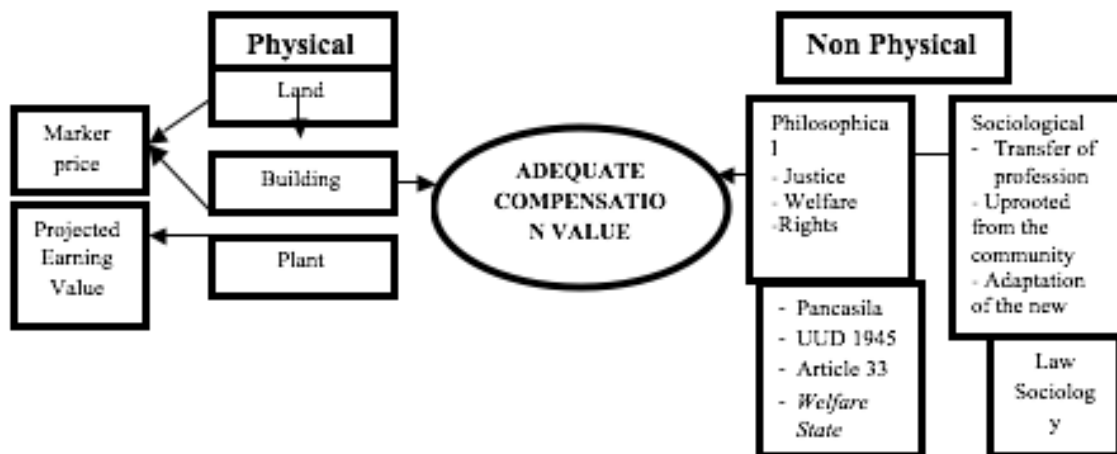 Physical
Land
Marker
price
Building
Projected
Earning
Value
Plant
ADEQUATE
COMPENSATIO
N VALUE
Non Physical
Philosophica
l
- Justice
- Welfare
-Rights
- Pancasila
- UUD 1945
- Article 33
- Welfare
State
Sociological
- Transfer of
profession
- Uprooted
from the
community
- Adaptation
of the new
Law
Sociolog
y